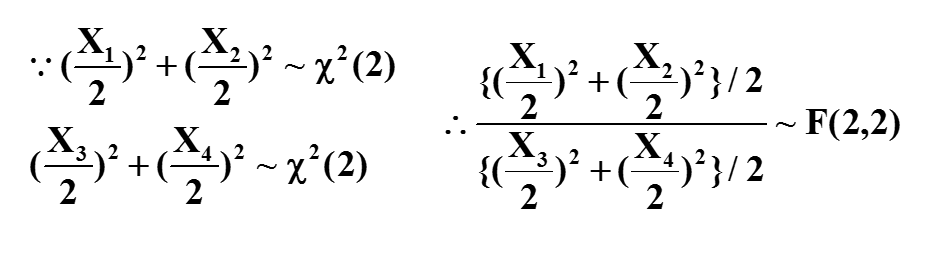 ∵ (X₁/2)² + (X₂/2)² ~ χ²(2)
(X₃/2)² + (X₄/2)² ~ χ²(2)
∴ {(X₁/2)² + (X₂/2)²} / 2 / {(X₃/2)² + (X₄/2)²} / 2 ~ F(2,2)